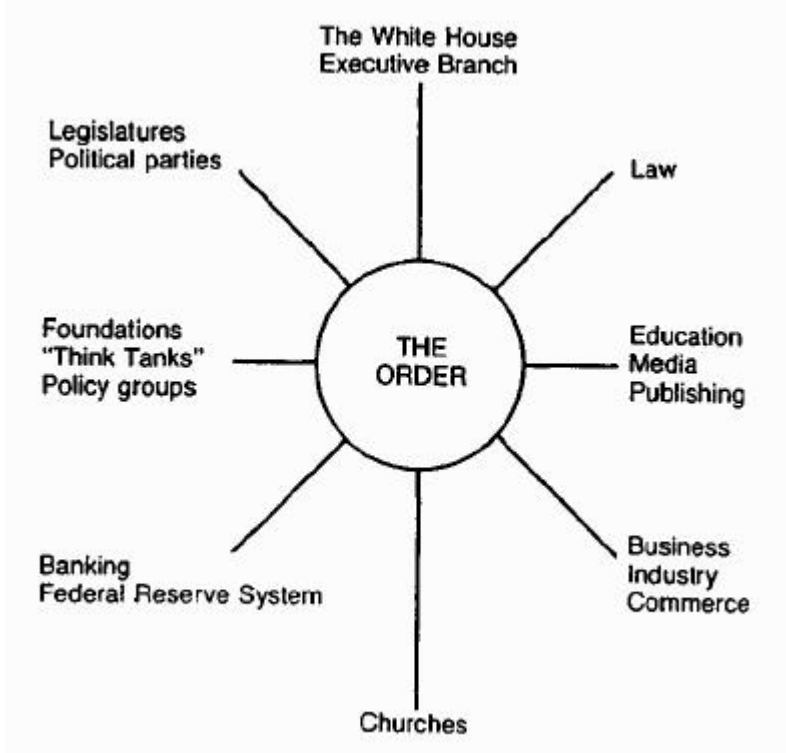 The White House
Executive Branch
Legislatures
Political parties
Law
Foundations
"Think Tanks"
Policy groups
THE
ORDER
Education
Media
Publishing
Banking
Federal Reserve System
Business
Industry
Commerce
Churches